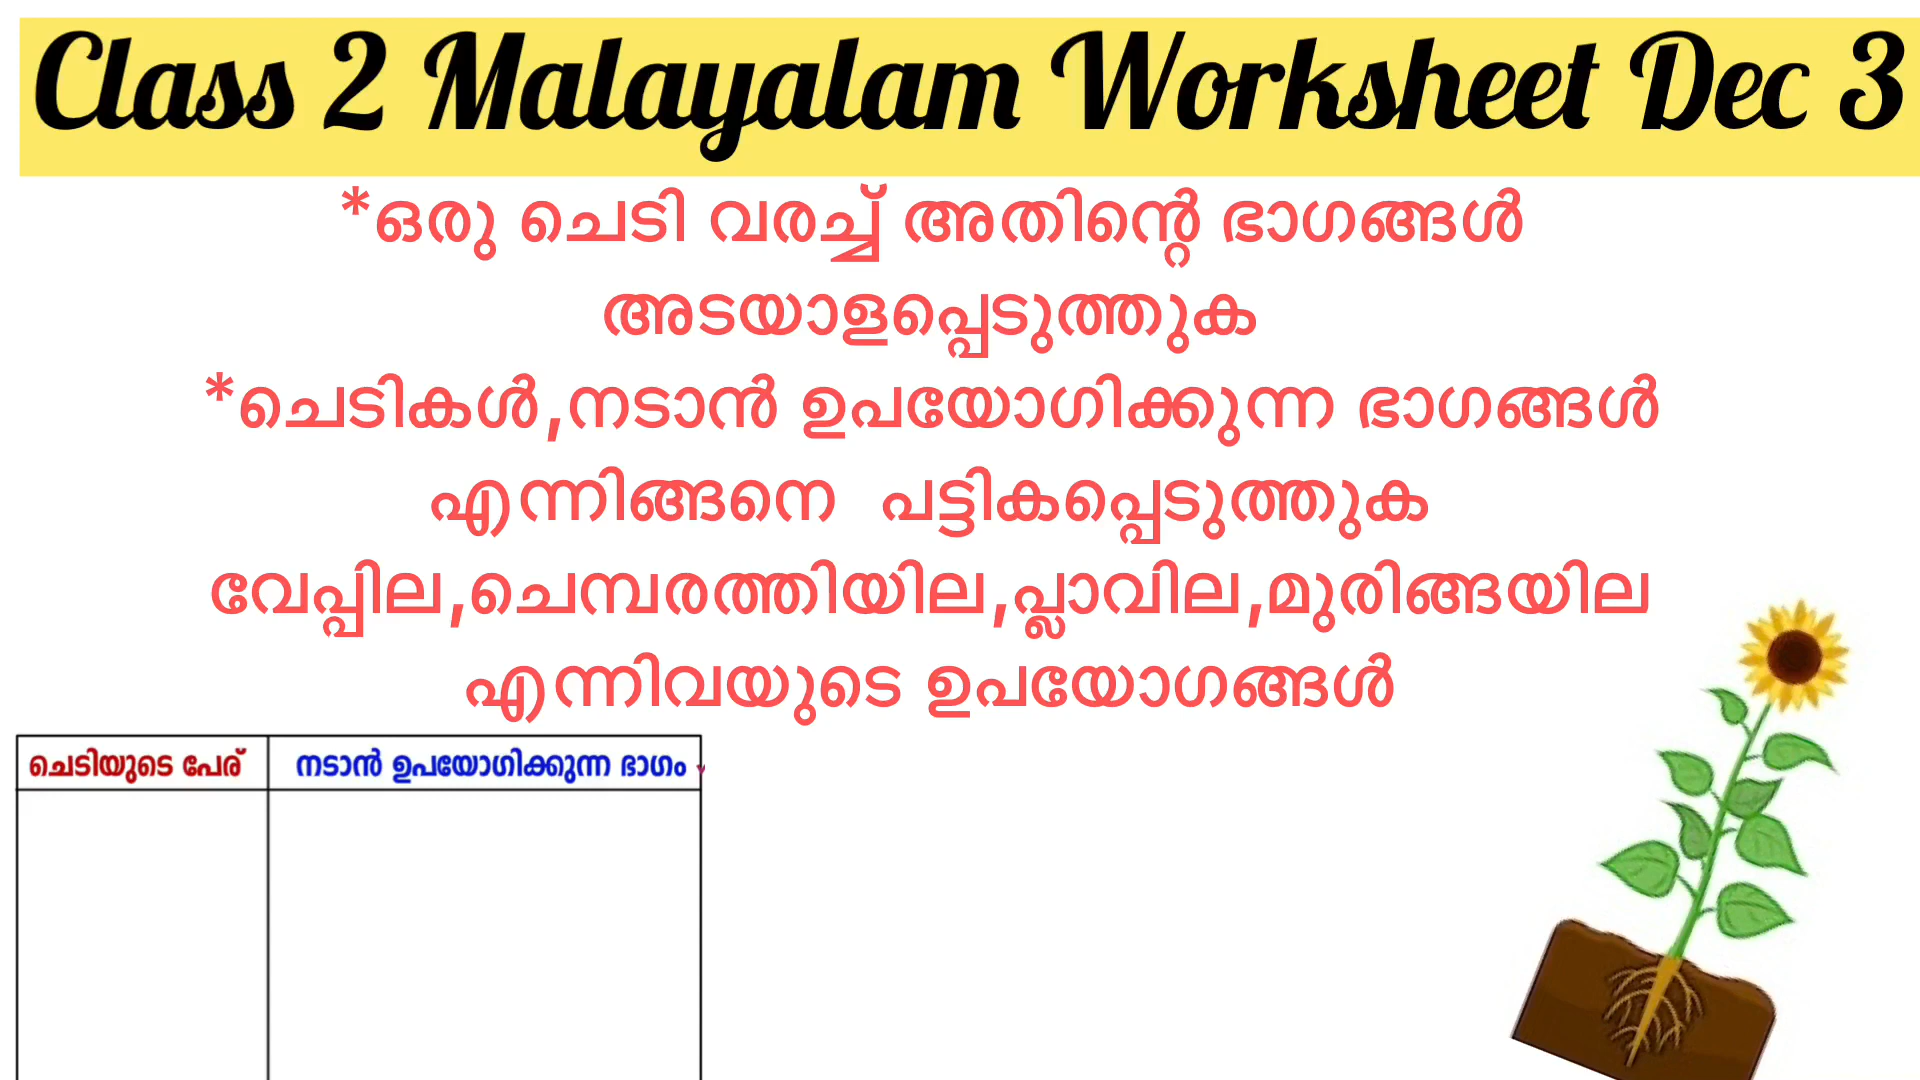 Class 2 Malayalam Worksheet Dec 3
*ഒരു ചെടി വരച്ച് അതിന്റെ ഭാഗങ്ങൾ
അടയാളപ്പെടുത്തുക
*ചെടികൾ,നടാൻ ഉപയോഗിക്കുന്ന ഭാഗങ്ങൾ
എന്നിങ്ങനെ പട്ടികപ്പെടുത്തുക
വേപ്പില,ചെമ്പരത്തിയില,പ്ലാവില,മുരിങ്ങയില
എന്നിവയുടെ ഉപയോഗങ്ങൾ
ചെടിയുടെ പേര് നടാൻ ഉപയോഗിക്കുന്ന ഭാഗം